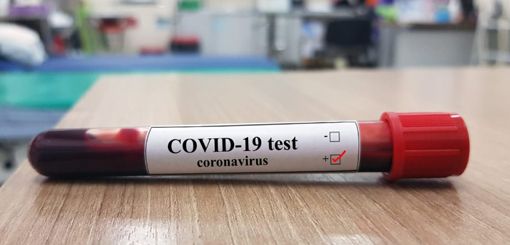 COVID-19 test
coronavirus
- ☐
+ ☑